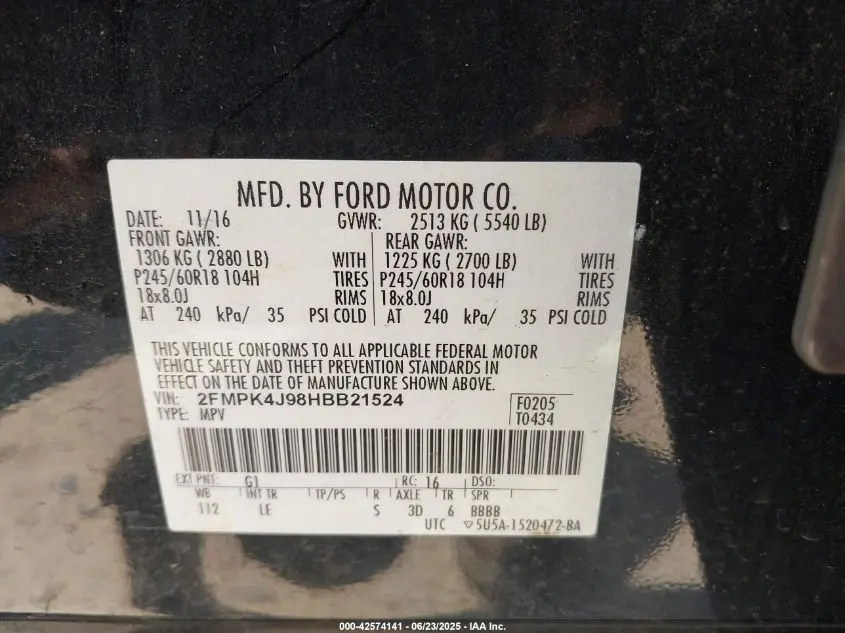 MFD. BY FORD MOTOR CO.
DATE: 11/16 GVWR: 2513 KG ( 5540 LB)
FRONT GAWR: REAR GAWR:
1306 KG ( 2880 LB) WITH 1225 KG ( 2700 LB) WITH
P245/60R18 104H TIRES P245/60R18 104H TIRES
18x8.0J RIMS 18x8.0J RIMS
AT 240 kPa/ 35 PSI COLD AT 240 kPa/ 35 PSI COLD
THIS VEHICLE CONFORMS TO ALL APPLICABLE FEDERAL MOTOR
VEHICLE SAFETY AND THEFT PREVENTION STANDARDS IN
EFFECT ON THE DATE OF MANUFACTURE SHOWN ABOVE.
VIN: 2FMPK4J98HBB21524 F0205
TYPE: MPV T0434
EXT PNT: G1 RC: 16 DSO:
WB INT TR TP/PS R AXLE TR SPR
112 LE S 3D 6 BBBB
UTC ▽5U5A-1520472-BA
000-42574141 - 06/23/2025 - IAA Inc.